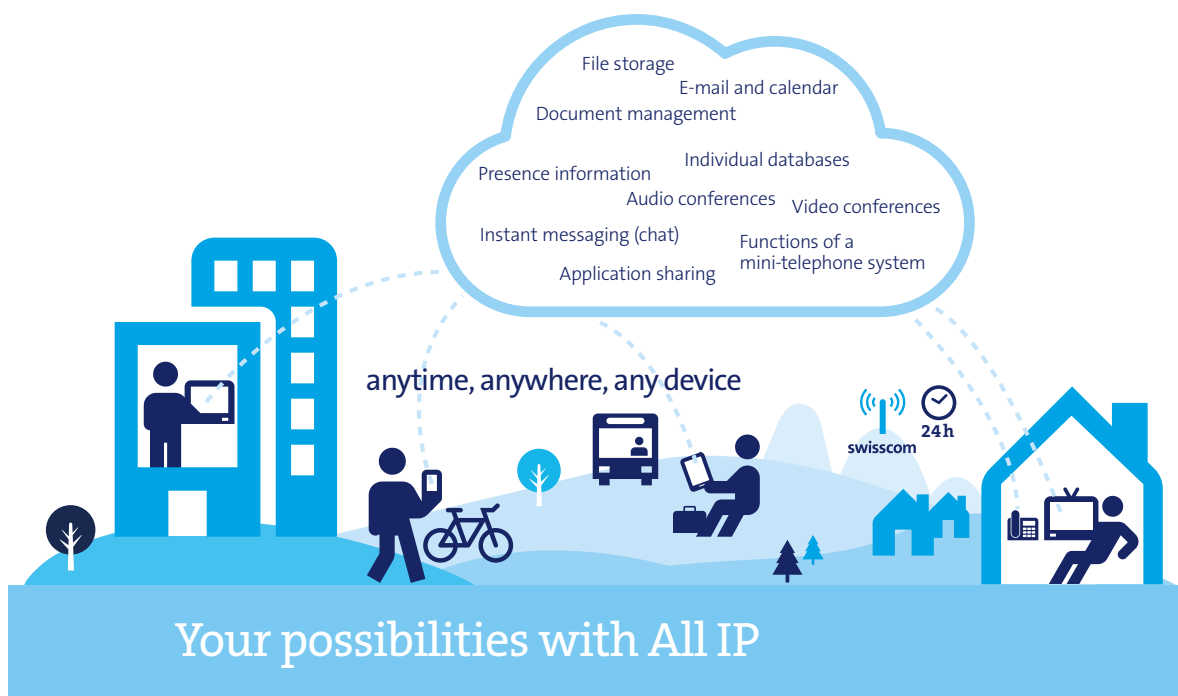 File storage
E-mail and calendar
Document management
Individual databases
Presence information
Audio conferences
Video conferences
Instant messaging (chat)
Functions of a
mini-telephone system
Application sharing
anytime, anywhere, any device
24h
swisscom
Your possibilities with All IP